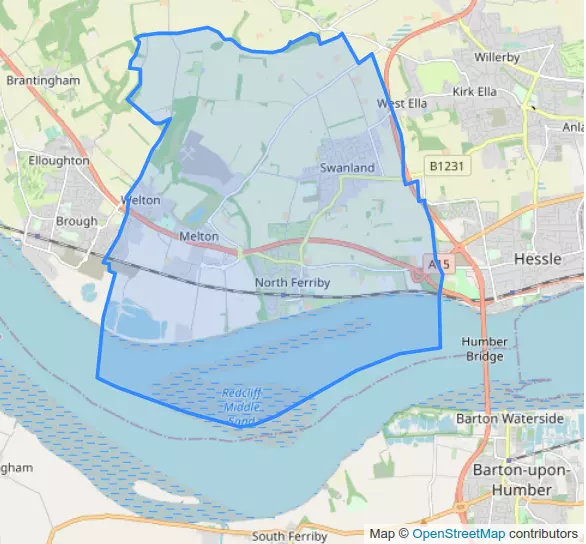 Willerby
Brantingham
Kirk Ella
West Ella
Anla
Elloughton
Swanland
B1231
Welton
Brough
Melton
A15
Hessle
North Ferriby
Humber
Bridge
Redcliff
Middle
Sand
Barton Waterside
gham
Barton-upon-
Humber
South Ferriby
Map © OpenStreetMap contributors